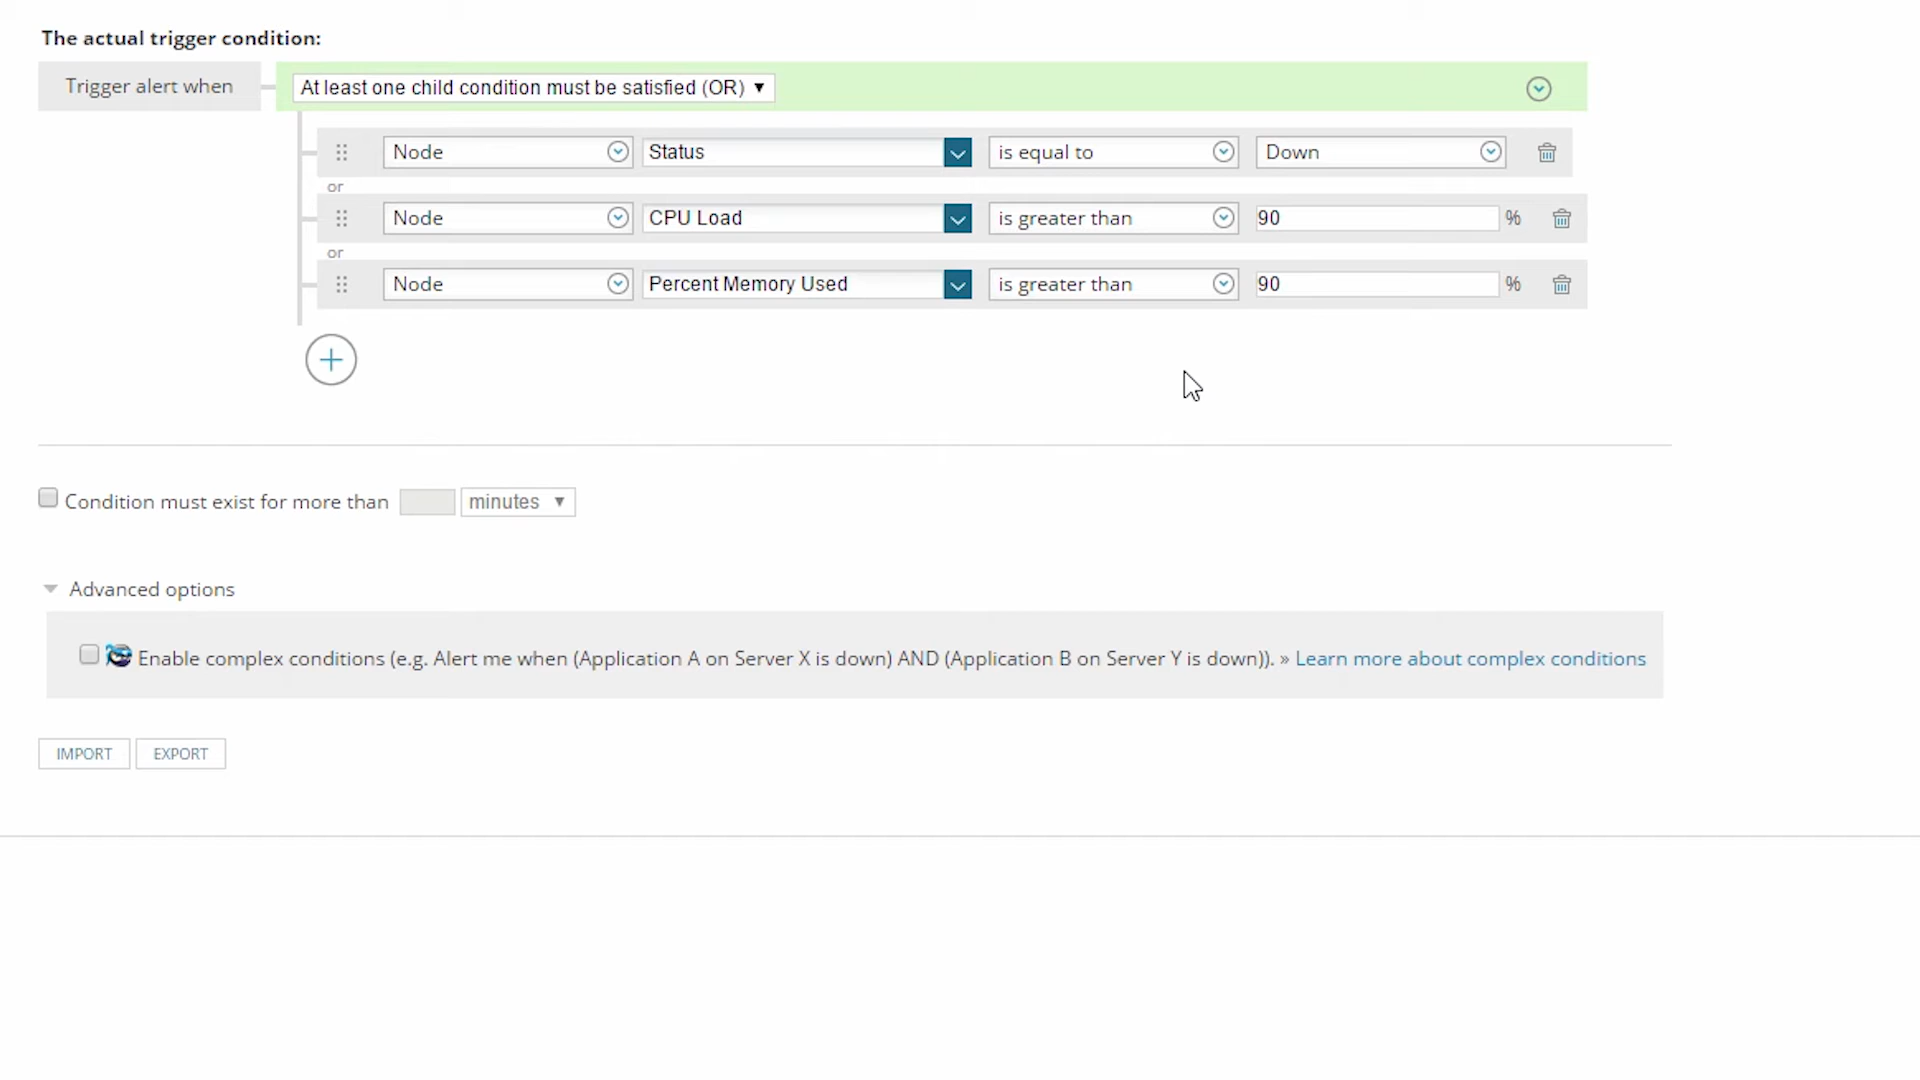 The actual trigger condition:
Trigger alert when At least one child condition must be satisfied (OR)
Node Status is equal to Down
or
Node CPU Load is greater than 90 %
or
Node Percent Memory Used is greater than 90 %
Condition must exist for more than minutes
Advanced options
Enable complex conditions (e.g. Alert me when (Application A on Server X is down) AND (Application B on Server Y is down)). » Learn more about complex conditions
IMPORT EXPORT